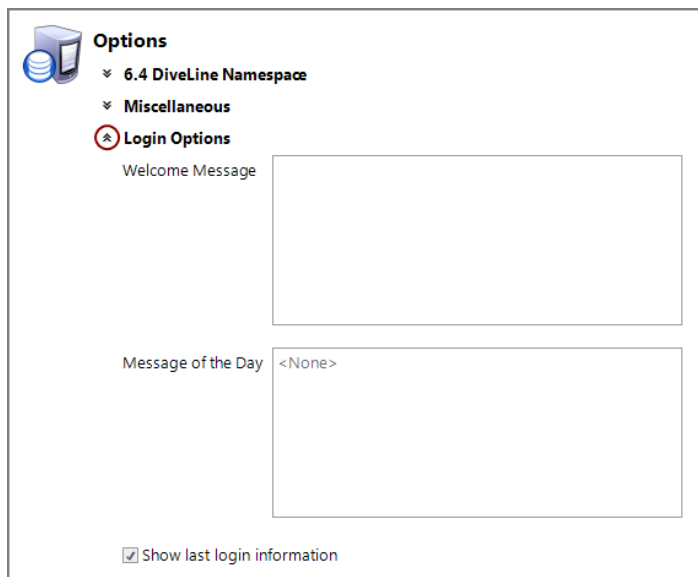 Options
6.4 DiveLine Namespace
Miscellaneous
Login Options
Welcome Message
Message of the Day
<None>
Show last login information